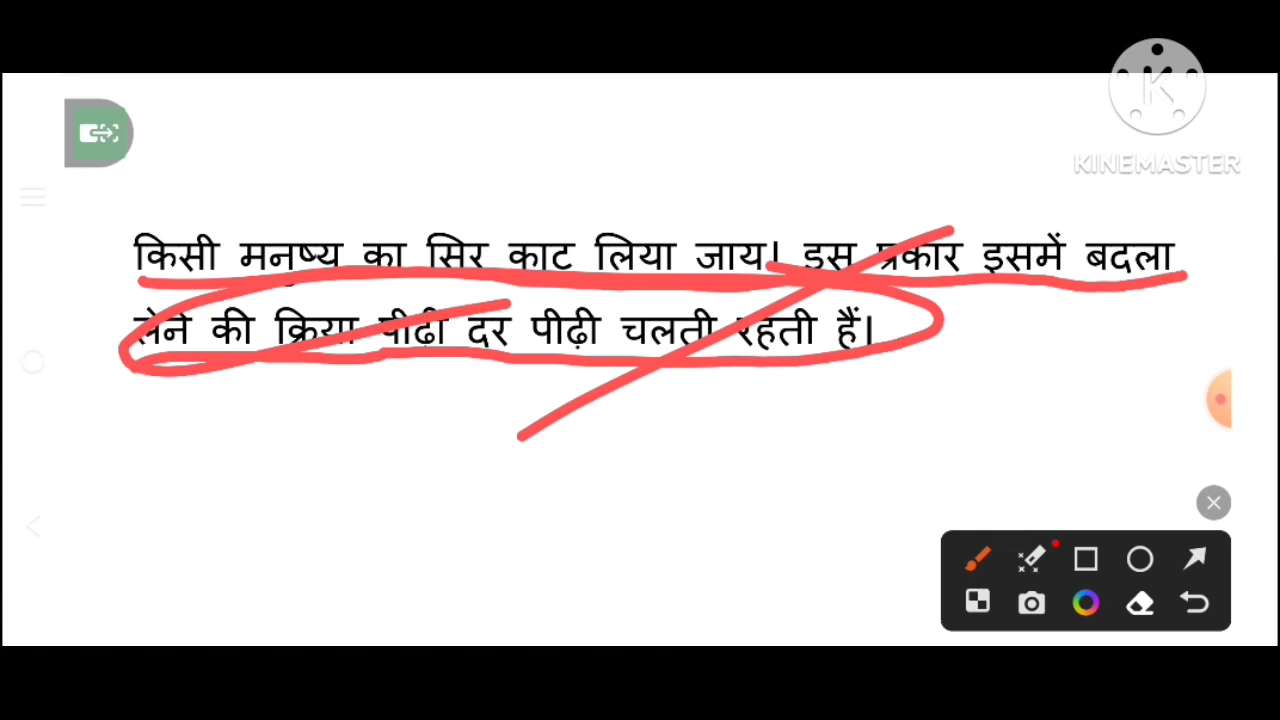 KINEMASTER
किसी मनुष्य का सिर काट लिया जाय। इस प्रकार इसमें बदला
लेने की क्रिया पीढ़ी दर पीढ़ी चलती रहती हैं।